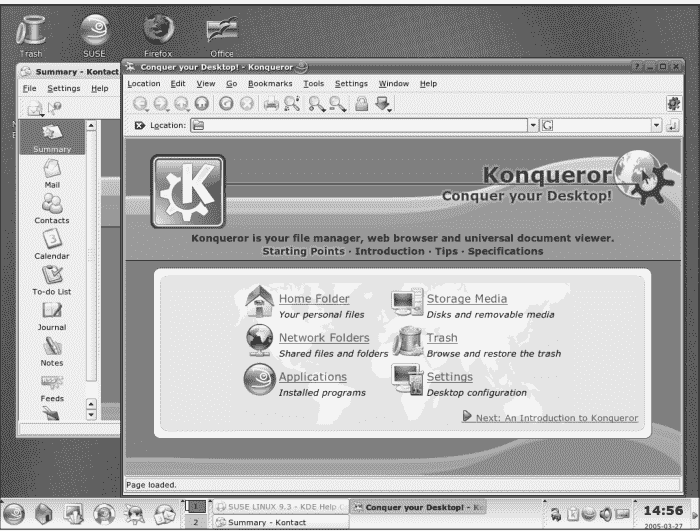 Trash
SUSE
Firefox
Office
Summary - Kontact
File Settings Help
Summary
Mail
Contacts
Calendar
To-do List
Journal
Notes
Feeds
Conquer your Desktop! - Konqueror
Location Edit View Go Bookmarks Tools Settings Window Help
Location:
Konqueror
Conquer your Desktop!
Konqueror is your file manager, web browser and universal document viewer.
Starting Points · Introduction · Tips · Specifications
Home Folder
Your personal files
Storage Media
Disks and removable media
Network Folders
Shared files and folders
Trash
Browse and restore the trash
Applications
Installed programs
Settings
Desktop configuration
Next: An Introduction to Konqueror
Page loaded.
1
2
SUSE LINUX 9.3 - KDE Help (
Conquer your Desktop! - Ko
Summary - Kontact
14:56
2005-03-27